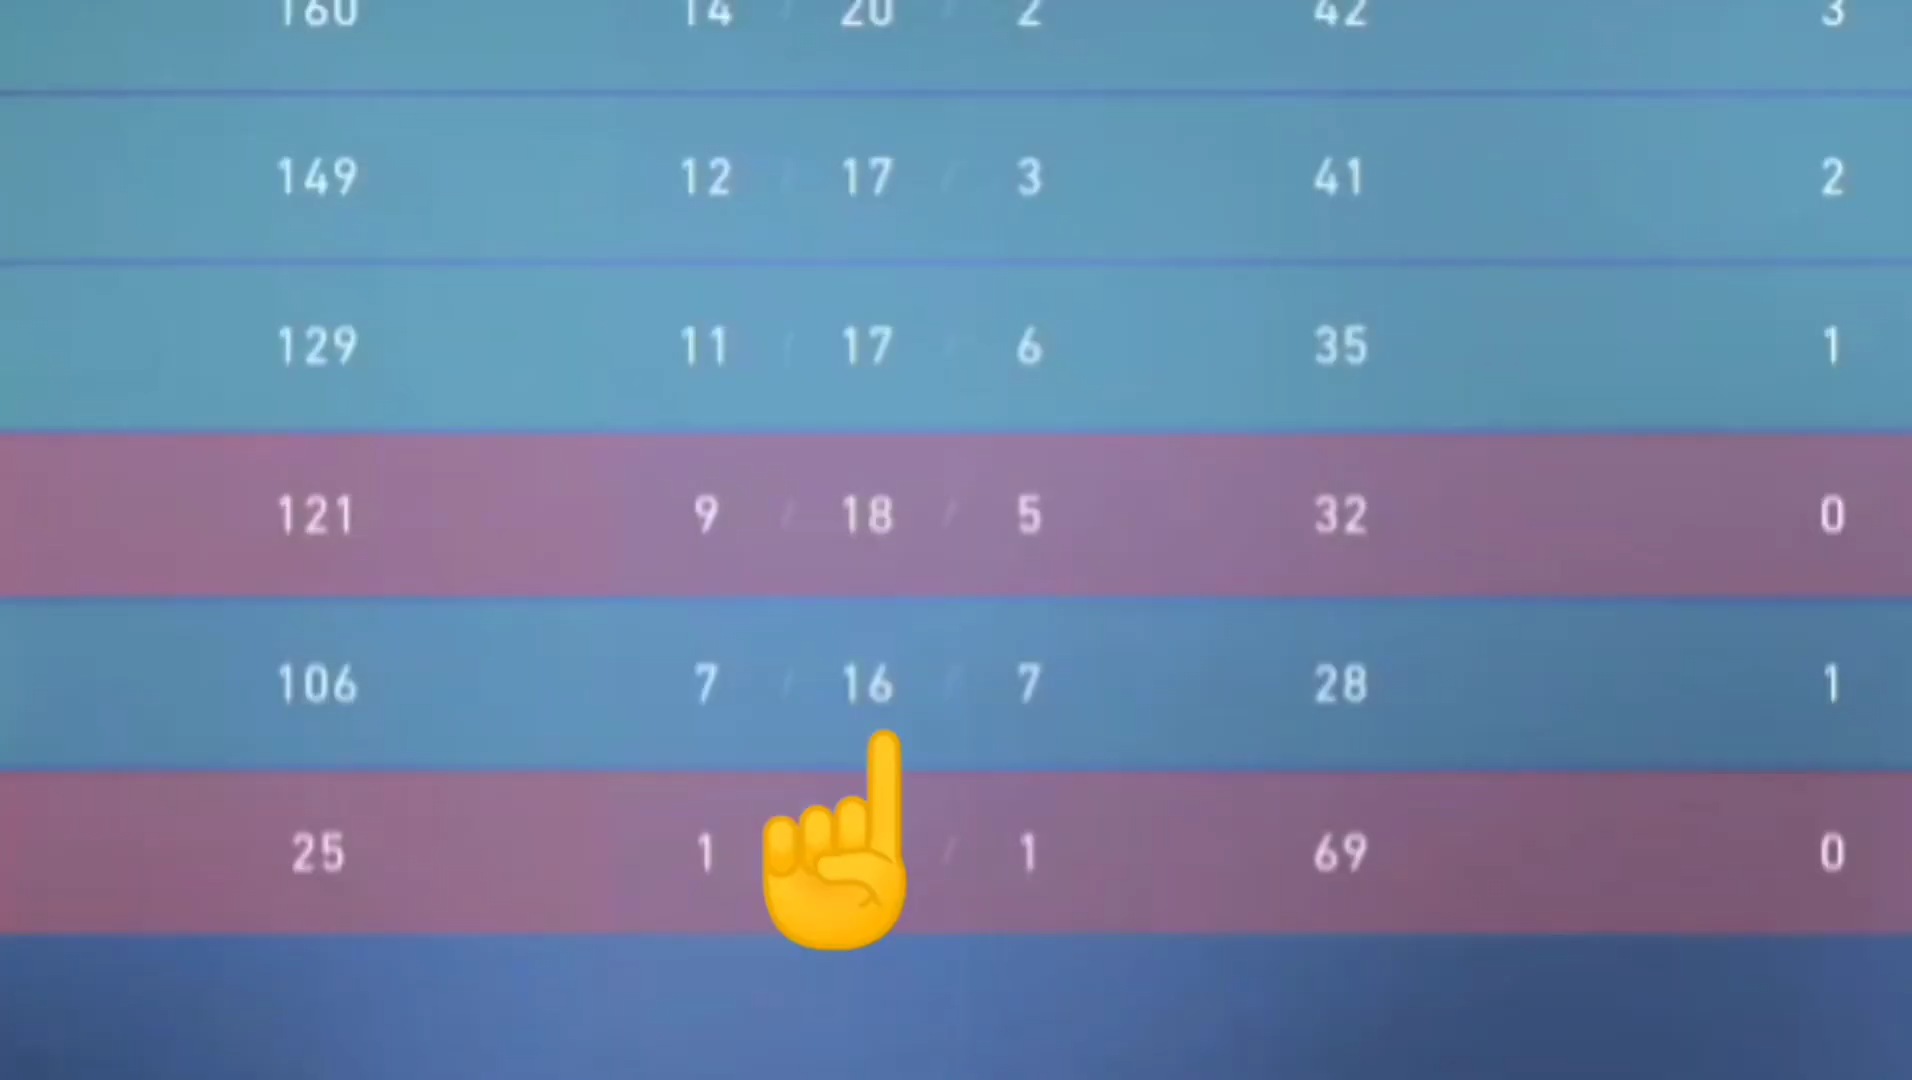 160 14 / 20 / 2 42 3
149 12 / 17 / 3 41 2
129 11 / 17 / 6 35 1
121 9 / 18 / 5 32 0
106 7 / 16 / 7 28 1
25 1 / 1 69 0